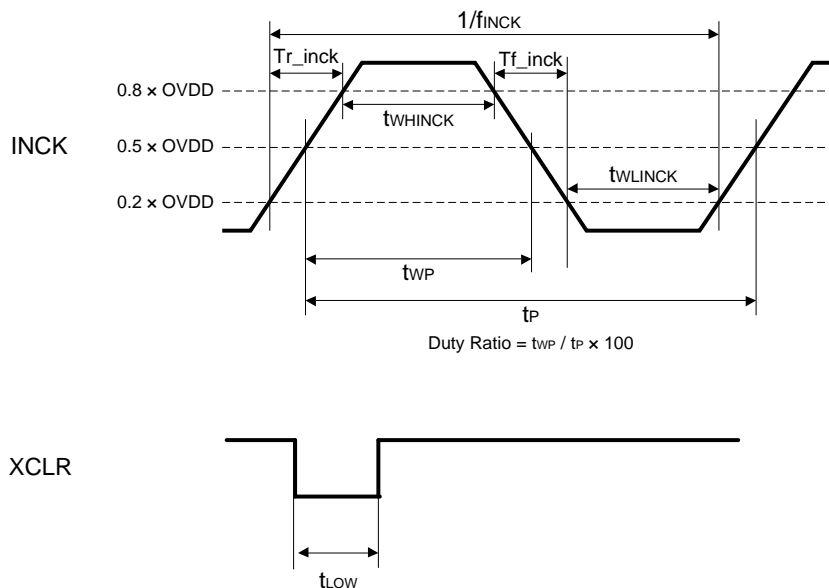 1/fINCK
Tr_inck
Tf_inck
0.8 × OVDD
tWHINCK
INCK
0.5 × OVDD
tWLINCK
0.2 × OVDD
tWP
tP
Duty Ratio = tWP / tP × 100
XCLR
tLOW